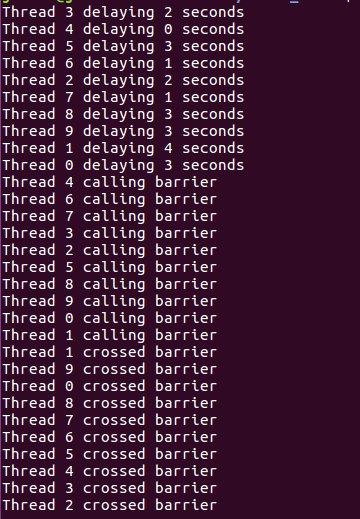 Thread 3 delaying 2 seconds
Thread 4 delaying 0 seconds
Thread 5 delaying 3 seconds
Thread 6 delaying 1 seconds
Thread 2 delaying 2 seconds
Thread 7 delaying 1 seconds
Thread 8 delaying 3 seconds
Thread 9 delaying 3 seconds
Thread 1 delaying 4 seconds
Thread 0 delaying 3 seconds
Thread 4 calling barrier
Thread 6 calling barrier
Thread 7 calling barrier
Thread 3 calling barrier
Thread 2 calling barrier
Thread 5 calling barrier
Thread 8 calling barrier
Thread 9 calling barrier
Thread 0 calling barrier
Thread 1 calling barrier
Thread 1 crossed barrier
Thread 9 crossed barrier
Thread 0 crossed barrier
Thread 8 crossed barrier
Thread 7 crossed barrier
Thread 6 crossed barrier
Thread 5 crossed barrier
Thread 4 crossed barrier
Thread 3 crossed barrier
Thread 2 crossed barrier